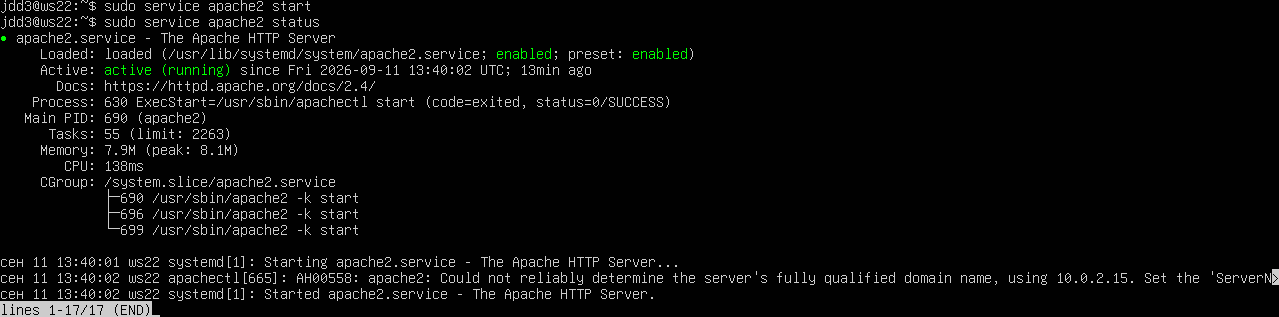 jdd3@ws22:~$ sudo service apache2 start
jdd3@ws22:~$ sudo service apache2 status
● apache2.service - The Apache HTTP Server
     Loaded: loaded (/usr/lib/systemd/system/apache2.service; enabled; preset: enabled)
     Active: active (running) since Fri 2026-09-11 13:40:02 UTC; 13min ago
       Docs: https://httpd.apache.org/docs/2.4/
    Process: 630 ExecStart=/usr/sbin/apachectl start (code=exited, status=0/SUCCESS)
   Main PID: 690 (apache2)
      Tasks: 55 (limit: 2263)
     Memory: 7.9M (peak: 8.1M)
        CPU: 138ms
     CGroup: /system.slice/apache2.service
             ├─690 /usr/sbin/apache2 -k start
             ├─696 /usr/sbin/apache2 -k start
             └─699 /usr/sbin/apache2 -k start
сен 11 13:40:01 ws22 systemd[1]: Starting apache2.service - The Apache HTTP Server...
сен 11 13:40:02 ws22 apachectl[665]: AH00558: apache2: Could not reliably determine the server's fully qualified domain name, using 10.0.2.15. Set the 'ServerN>
сен 11 13:40:02 ws22 systemd[1]: Started apache2.service - The Apache HTTP Server.
lines 1-17/17 (END)